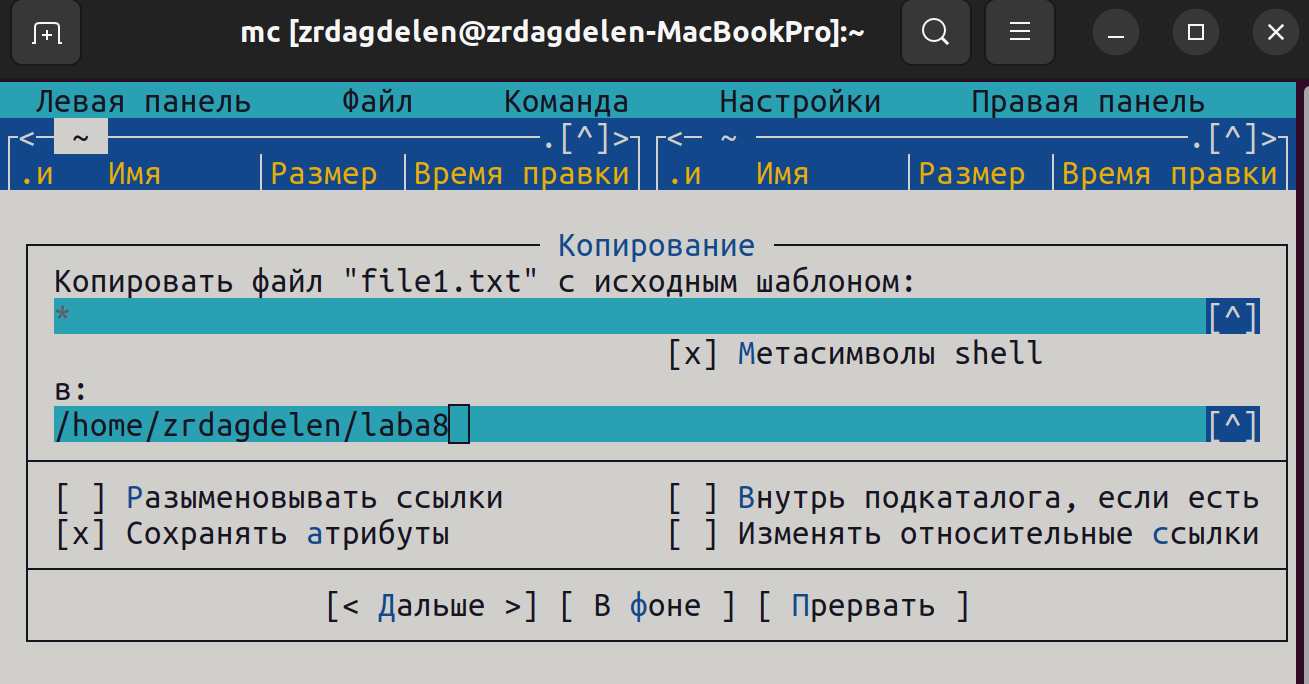 mc [zrdagdelen@zrdagdelen-MacBookPro]:~
Левая панель Файл Команда Настройки Правая панель
<- ~ .[^]> <- ~ .[^]>
.и Имя Размер Время правки .и Имя Размер Время правки
Копирование
Копировать файл "file1.txt" с исходным шаблоном:
* [^]
[x] Метасимволы shell
в:
/home/zrdagdelen/laba8 [^]
[ ] Разыменовывать ссылки [ ] Внутрь подкаталога, если есть
[x] Сохранять атрибуты [ ] Изменять относительные ссылки
[< Дальше >] [ В фоне ] [ Прервать ]